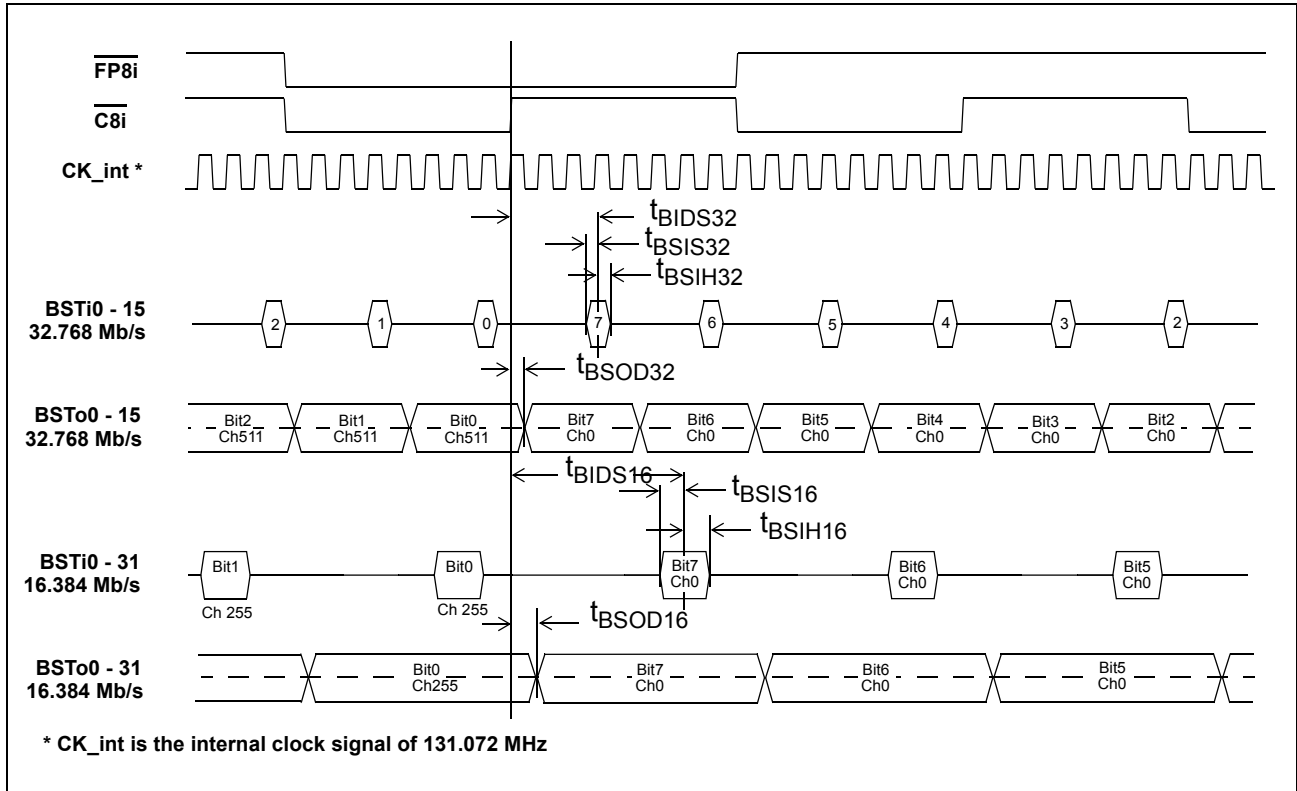 FP8i
C8i
CK_int *
tBIDS32
tBSIS32
tBSIH32
BSTi0 - 15
32.768 Mb/s
2 1 0 7 6 5 4 3 2
tBSOD32
BSTo0 - 15
32.768 Mb/s
Bit2 Bit1 Bit0 Bit7 Bit6 Bit5 Bit4 Bit3 Bit2
Ch511 Ch511 Ch511 Ch0 Ch0 Ch0 Ch0 Ch0 Ch0
tBIDS16
tBSIS16
tBSIH16
BSTi0 - 31
16.384 Mb/s
Bit1 Bit0 Bit7 Bit6 Bit5
Ch0 Ch0 Ch0
Ch 255 Ch 255
tBSOD16
BSTo0 - 31
16.384 Mb/s
Bit0 Bit7 Bit6 Bit5
Ch255 Ch0 Ch0 Ch0
* CK_int is the internal clock signal of 131.072 MHz